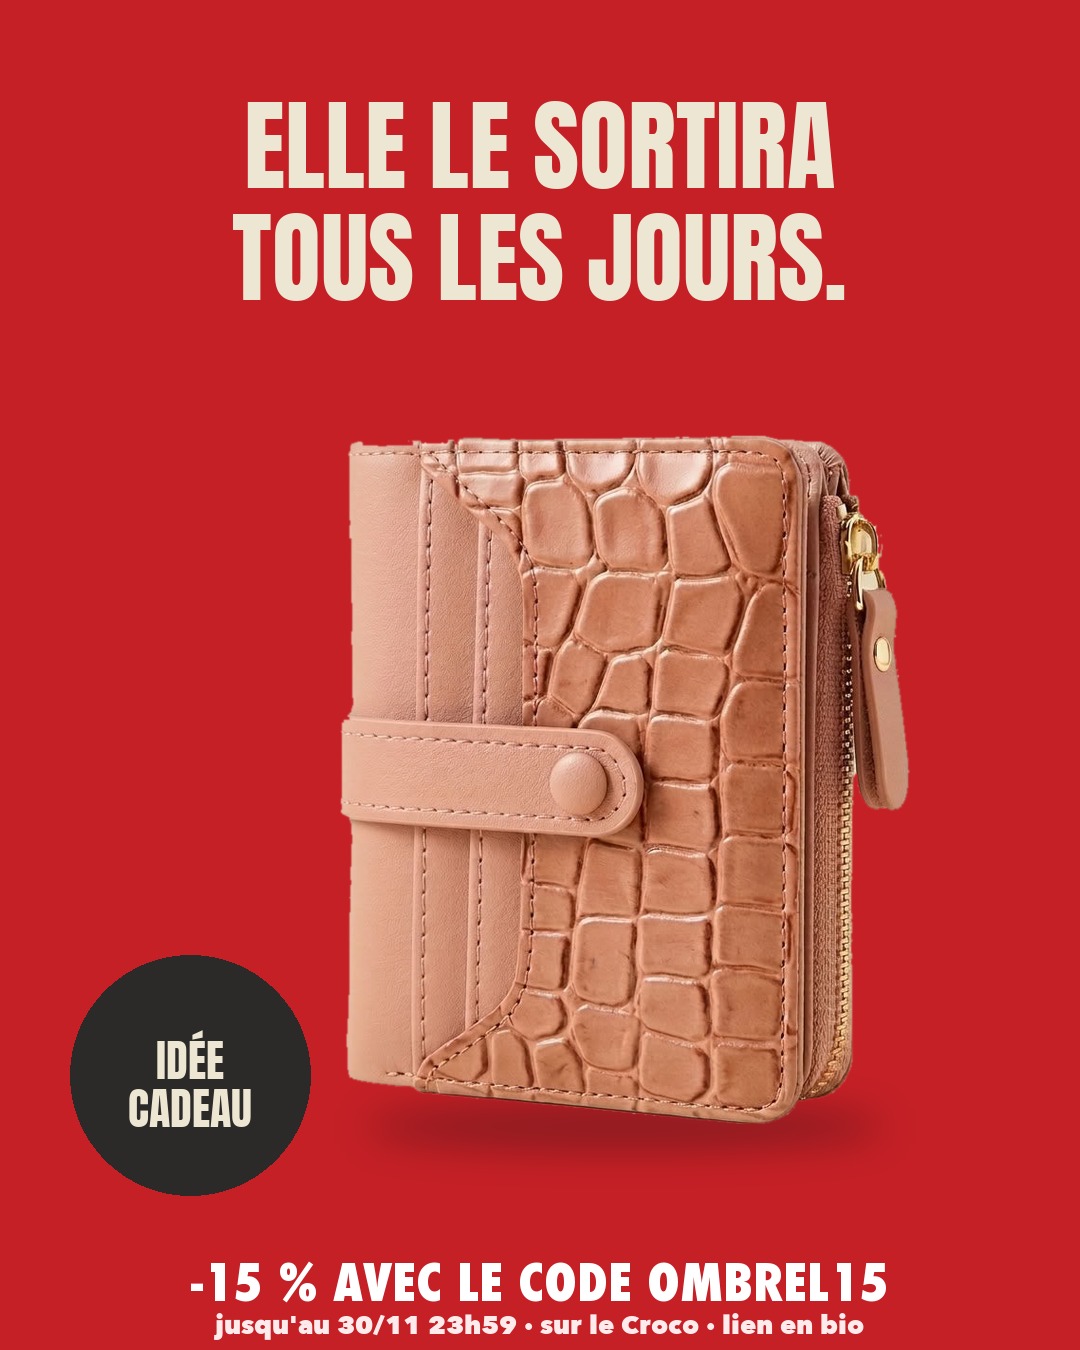 ELLE LE SORTIRA
TOUS LES JOURS.
IDÉE
CADEAU
-15 % AVEC LE CODE OMBREL15
jusqu'au 30/11 23h59 · sur le Croco · lien en bio